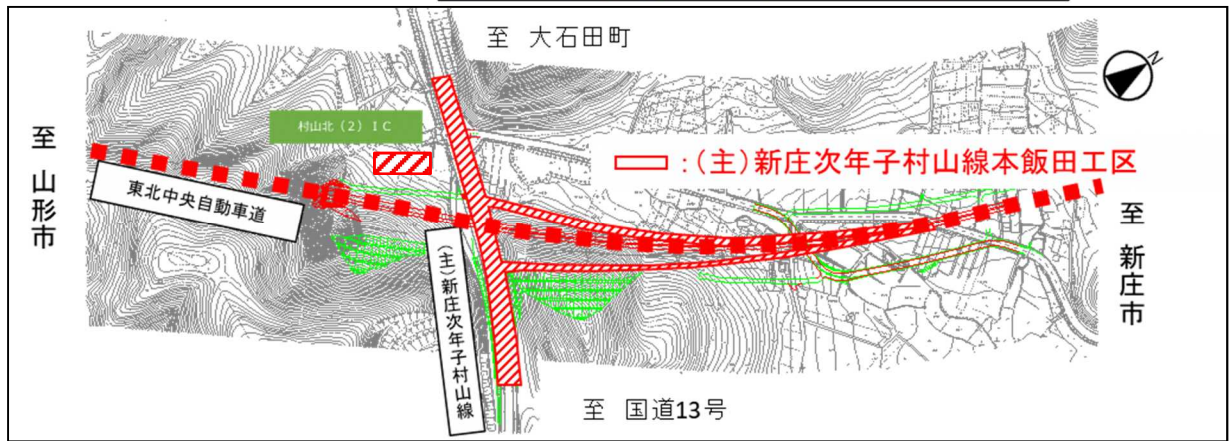 至 大石田町
N
村山北(2)IC
:(主)新庄次年子村山線本飯田工区
至 山形市
東北中央自動車道
(主)新庄次年子村山線
至 新庄市
至 国道13号